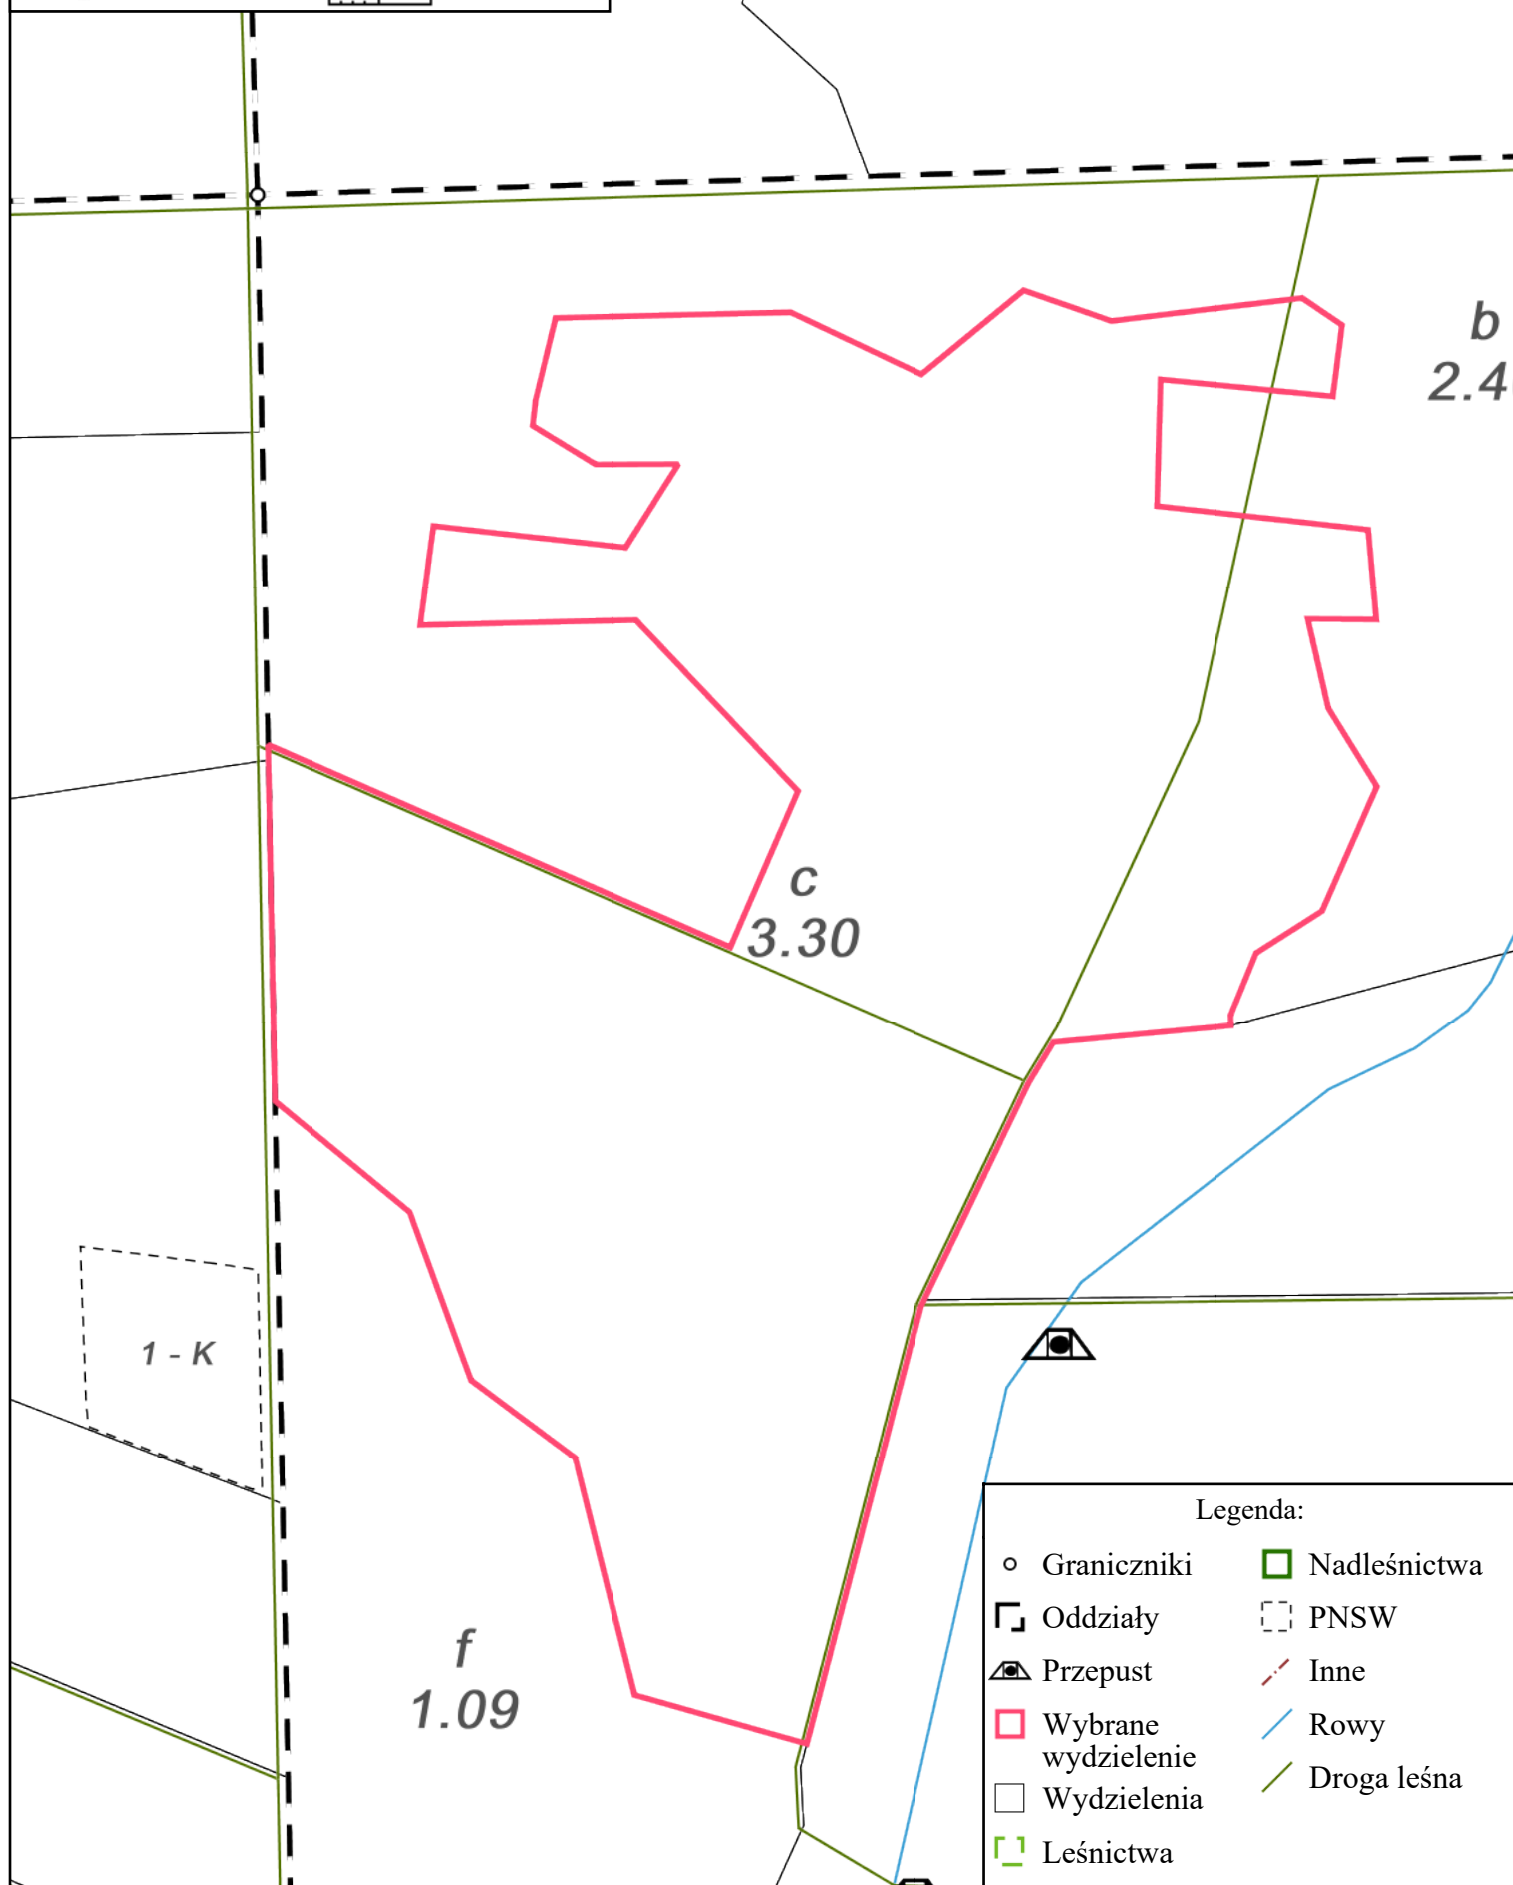 b
2.4
c
3.30
1 - K
f
1.09
Legenda:
Graniczniki
Oddziały
Przepust
Wybrane
wydzielenie
Wydzielenia
Leśnictwa
Nadleśnictwa
PNSW
Inne
Rowy
Droga leśna